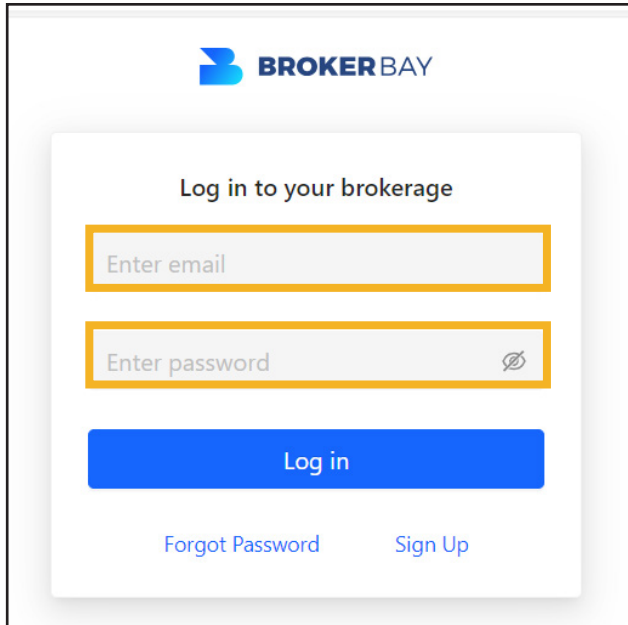 BROKERBAY
Log in to your brokerage
Enter email
Enter password
Log in
Forgot Password Sign Up